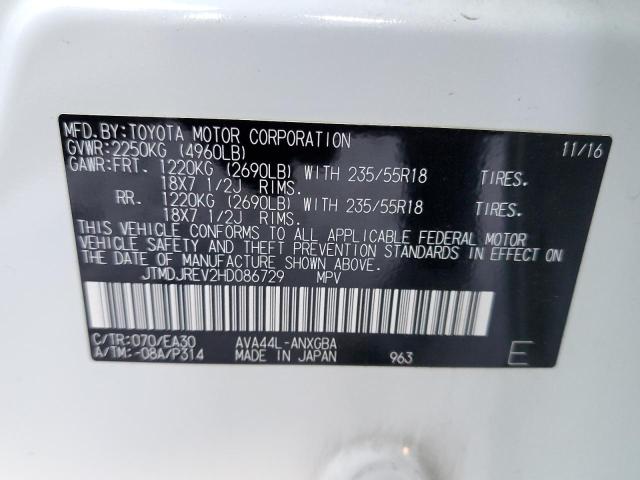 MFD.BY:TOYOTA MOTOR CORPORATION 11/16
GVWR:2250KG (4960LB)
GAWR:FRT. 1220KG (2690LB) WITH 235/55R18 TIRES.
18X7 1/2J RIMS.
RR. 1220KG (2690LB) WITH 235/55R18 TIRES.
18X7 1/2J RIMS.
THIS VEHICLE CONFORMS TO ALL APPLICABLE FEDERAL MOTOR
VEHICLE SAFETY AND THEFT PREVENTION STANDARDS IN EFFECT ON
THE DATE OF MANUFACTURE SHOWN ABOVE.
JTMDJREV2HD086729 MPV
C/TR:070/EA30 AVA44L-ANXGBA
A/TM:-08A/P314 MADE IN JAPAN 963 E